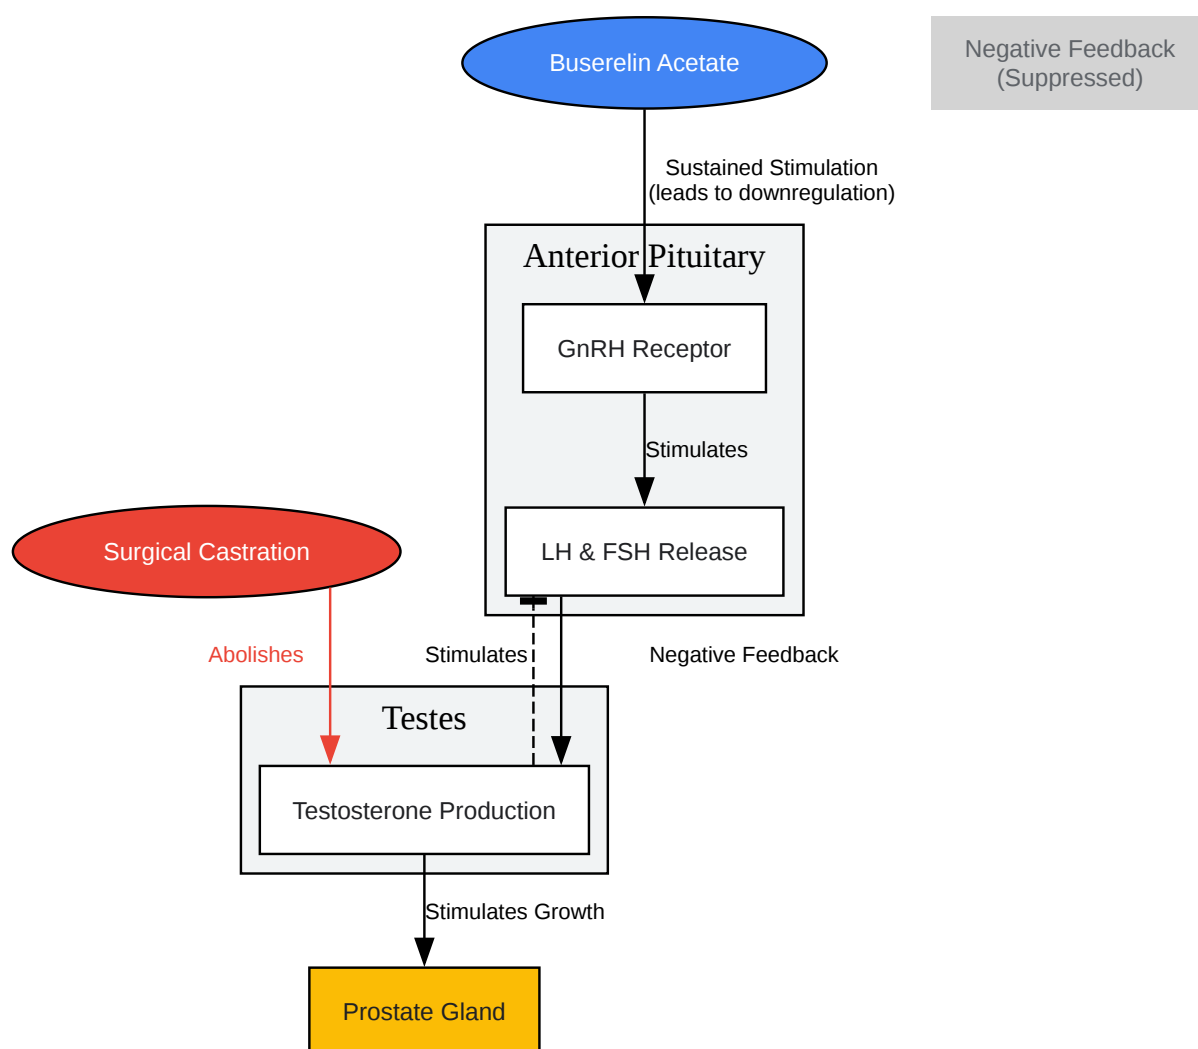 Buserelin Acetate
Negative Feedback
(Suppressed)
Sustained Stimulation
(leads to downregulation)
Anterior Pituitary
GnRH Receptor
Stimulates
LH & FSH Release
Surgical Castration
Abolishes
Stimulates
Negative Feedback
Testes
Testosterone Production
Stimulates Growth
Prostate Gland